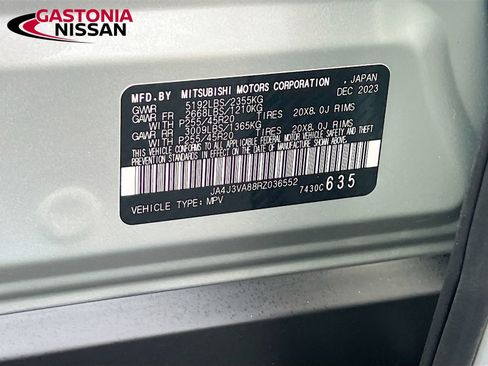 GASTONIA
NISSAN
MFD.BY MITSUBISHI MOTORS CORPORATION , JAPAN
GVWR 5192LBS/2355KG DEC 2023
GAWR FR 2668LBS/1210KG
WITH P255/45R20 TIRES 20X8.0J RIMS
GAWR RR 3009LBS/1365KG
WITH P255/45R20 TIRES 20X8.0J RIMS
THIS VEHICLE CONFORMS TO ALL APPLICABLE
FEDERAL MOTOR VEHICLE SAFETY AND THEFT
PREVENTION STANDARDS IN EFFECT ON THE DATE
OF MANUFACTURE SHOWN ABOVE.
JA4J3VA88RZ036552 7430C 635
VEHICLE TYPE: MPV